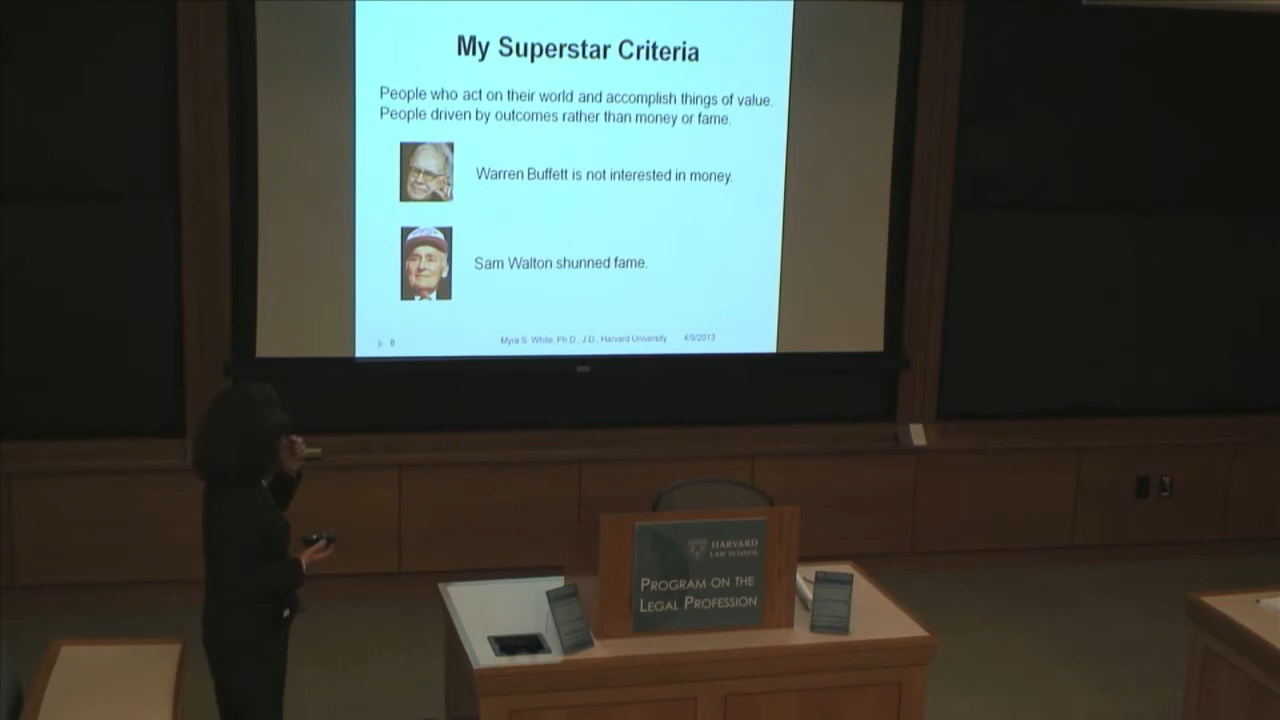 My Superstar Criteria
People who act on their world and accomplish things of value.
People driven by outcomes rather than money or fame.
Warren Buffett is not interested in money.
Sam Walton shunned fame.
Myra S. White, Ph.D., J.D., Harvard University 4/9/2013
HARVARD
LAW SCHOOL
PROGRAM ON THE
LEGAL PROFESSION